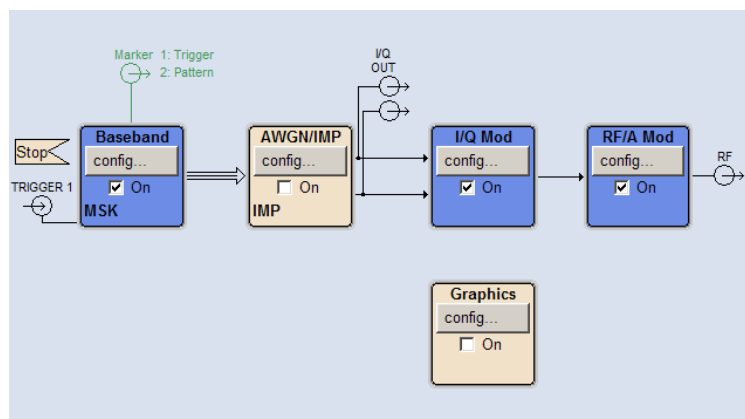 Marker 1: Trigger
2: Pattern
I/Q
OUT
Stop
TRIGGER 1
Baseband
config...
On
MSK
AWGN/IMP
config...
On
IMP
I/Q Mod
config...
On
RF/A Mod
config...
On
RF
Graphics
config...
On